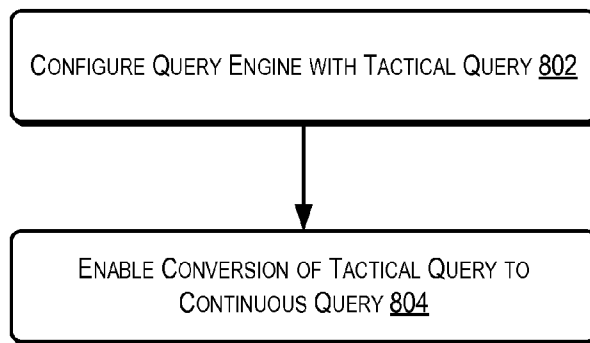 CONFIGURE QUERY ENGINE WITH TACTICAL QUERY 802
ENABLE CONVERSION OF TACTICAL QUERY TO
CONTINUOUS QUERY 804